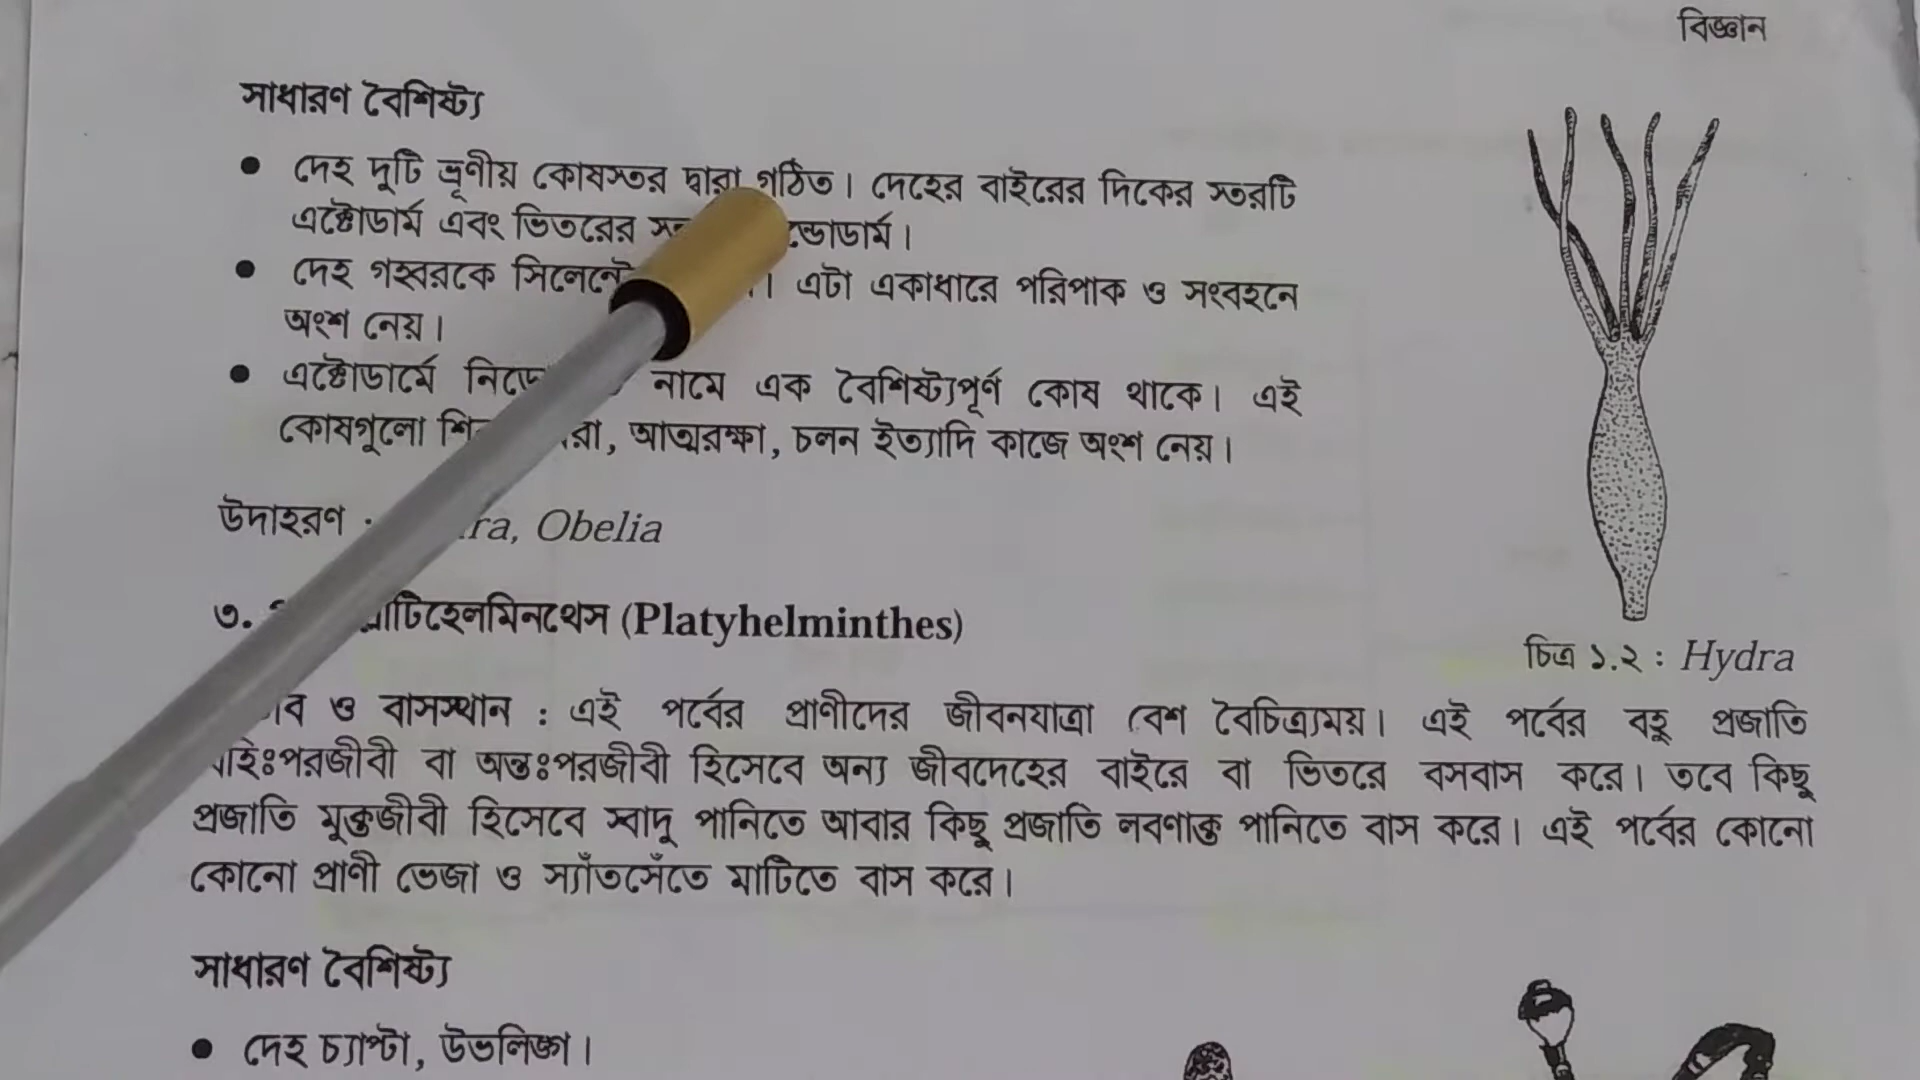 বিজ্ঞান
সাধারণ বৈশিষ্ট্য
● দেহ দুটি ভ্রূণীয় কোষস্তর দ্বারা গঠিত। দেহের বাইরের দিকের স্তরটি
এক্টোডার্ম এবং ভিতরের ন্ডোডার্ম।
● দেহ গহ্বরকে সিলেন্টে । এটা একাধারে পরিপাক ও সংবহনে
অংশ নেয়।
● এক্টোডার্মে নিডো নামে এক বৈশিষ্ট্যপূর্ণ কোষ থাকে। এই
কোষগুলো শি রা, আত্মরক্ষা, চলন ইত্যাদি কাজে অংশ নেয়।
উদাহরণ : ra, Obelia
৩. াটিহেলমিনথেস (Platyhelminthes)
চিত্র ১.২ : Hydra
াব ও বাসস্থান : এই পর্বের প্রাণীদের জীবনযাত্রা বেশ বৈচিত্র্যময়। এই পর্বের বহু প্রজাতি
বহিঃপরজীবী বা অন্তঃপরজীবী হিসেবে অন্য জীবদেহের বাইরে বা ভিতরে বসবাস করে। তবে কিছু
প্রজাতি মুক্তজীবী হিসেবে স্বাদু পানিতে আবার কিছু প্রজাতি লবণাক্ত পানিতে বাস করে। এই পর্বের কোনো
কোনো প্রাণী ভেজা ও স্যাঁতসেঁতে মাটিতে বাস করে।
সাধারণ বৈশিষ্ট্য
● দেহ চ্যাপ্টা, উভলিঙ্গ।